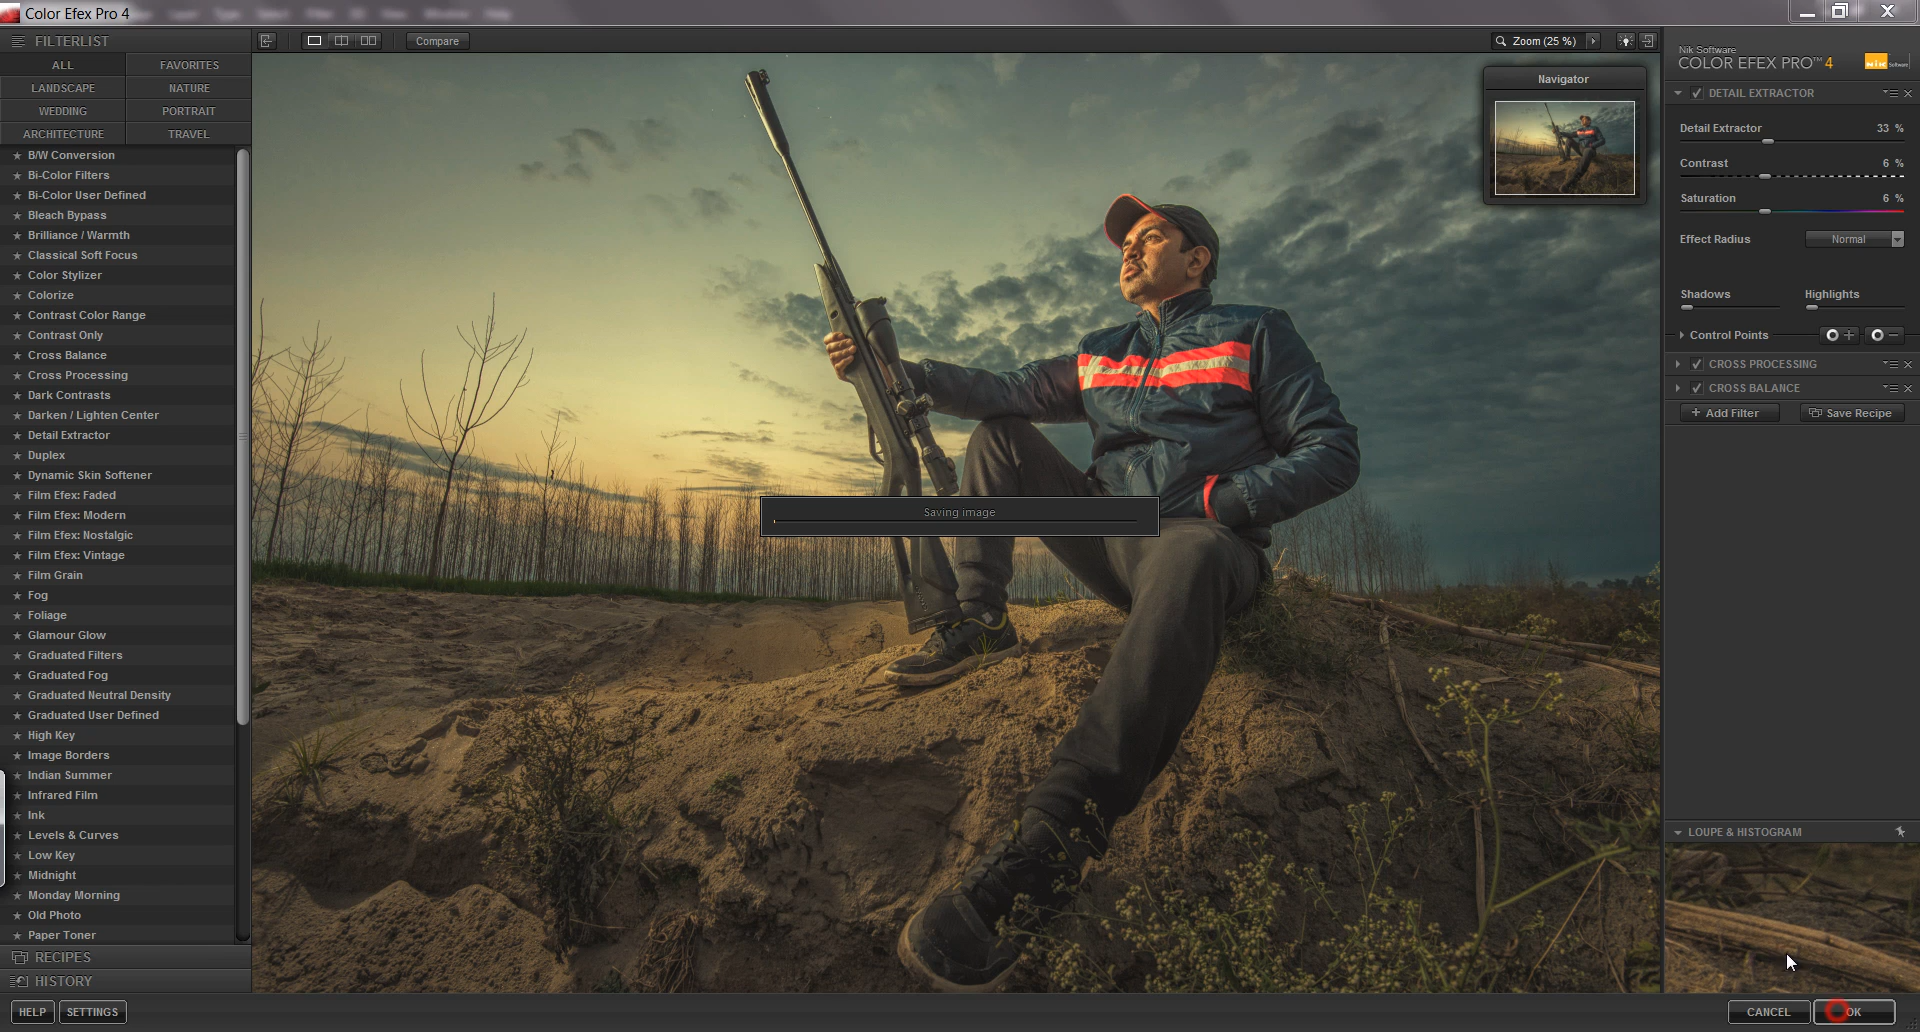 Color Efex Pro 4
FILTERLIST
ALL
FAVORITES
LANDSCAPE
NATURE
WEDDING
PORTRAIT
ARCHITECTURE
TRAVEL
B/W Conversion
Bi-Color Filters
Bi-Color User Defined
Bleach Bypass
Brilliance / Warmth
Classical Soft Focus
Color Stylizer
Colorize
Contrast Color Range
Contrast Only
Cross Balance
Cross Processing
Dark Contrasts
Darken / Lighten Center
Detail Extractor
Duplex
Dynamic Skin Softener
Film Efex: Faded
Film Efex: Modern
Film Efex: Nostalgic
Film Efex: Vintage
Film Grain
Fog
Foliage
Glamour Glow
Graduated Filters
Graduated Fog
Graduated Neutral Density
Graduated User Defined
High Key
Image Borders
Indian Summer
Infrared Film
Ink
Levels & Curves
Low Key
Midnight
Monday Morning
Old Photo
Paper Toner
RECIPES
HISTORY
HELP
SETTINGS
Compare
Zoom (25 %)
Navigator
Saving image
Nik Software
COLOR EFEX PRO™ 4
nik Software
DETAIL EXTRACTOR
Detail Extractor 33 %
Contrast 6 %
Saturation 6 %
Effect Radius Normal
Shadows Highlights
Control Points
CROSS PROCESSING
CROSS BALANCE
+ Add Filter
Save Recipe
LOUPE & HISTOGRAM
CANCEL
OK